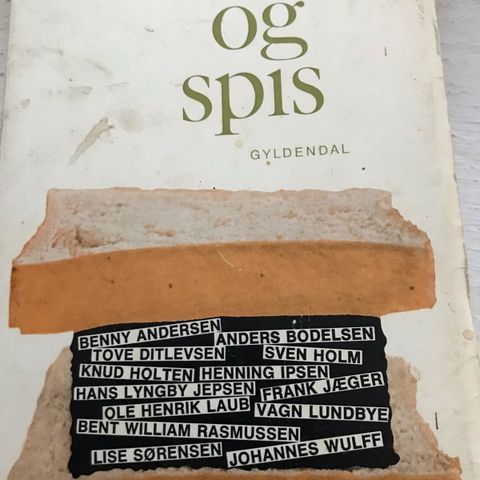 og
spis
GYLDENDAL
BENNY ANDERSEN
ANDERS BODELSEN
TOVE DITLEVSEN
SVEN HOLM
KNUD HOLTEN
HENNING IPSEN
HANS LYNGBY JEPSEN
FRANK JÆGER
OLE HENRIK LAUB
VAGN LUNDBYE
BENT WILLIAM RASMUSSEN
LISE SØRENSEN
JOHANNES WULFF